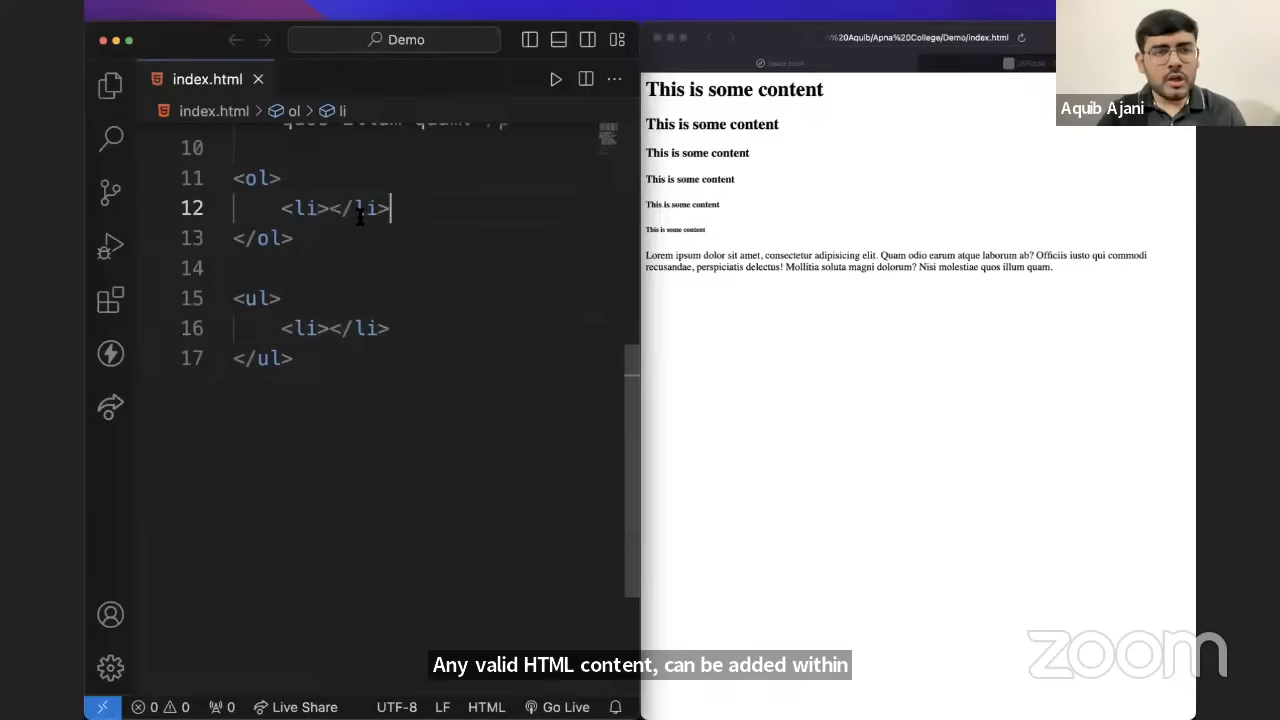 Demo
index.html
index.html > ol > li
10
11 <ol>
12 <li></li>
13 </ol>
14
15 <ul>
16 <li></li>
17 </ul>
0 0 0 Live Share UTF-8 LF HTML Go Live
%20Aquib/Apna%20College/Demo/index.html
This is some content
This is some content
This is some content
This is some content
This is some content
This is some content
Lorem ipsum dolor sit amet, consectetur adipisicing elit. Quam odio earum atque laborum ab? Officiis iusto qui commodi
recusandae, perspiciatis delectus! Mollitia soluta magni dolorum? Nisi molestiae quos illum quam.
Aquib Ajani
Any valid HTML content, can be added within
zoom